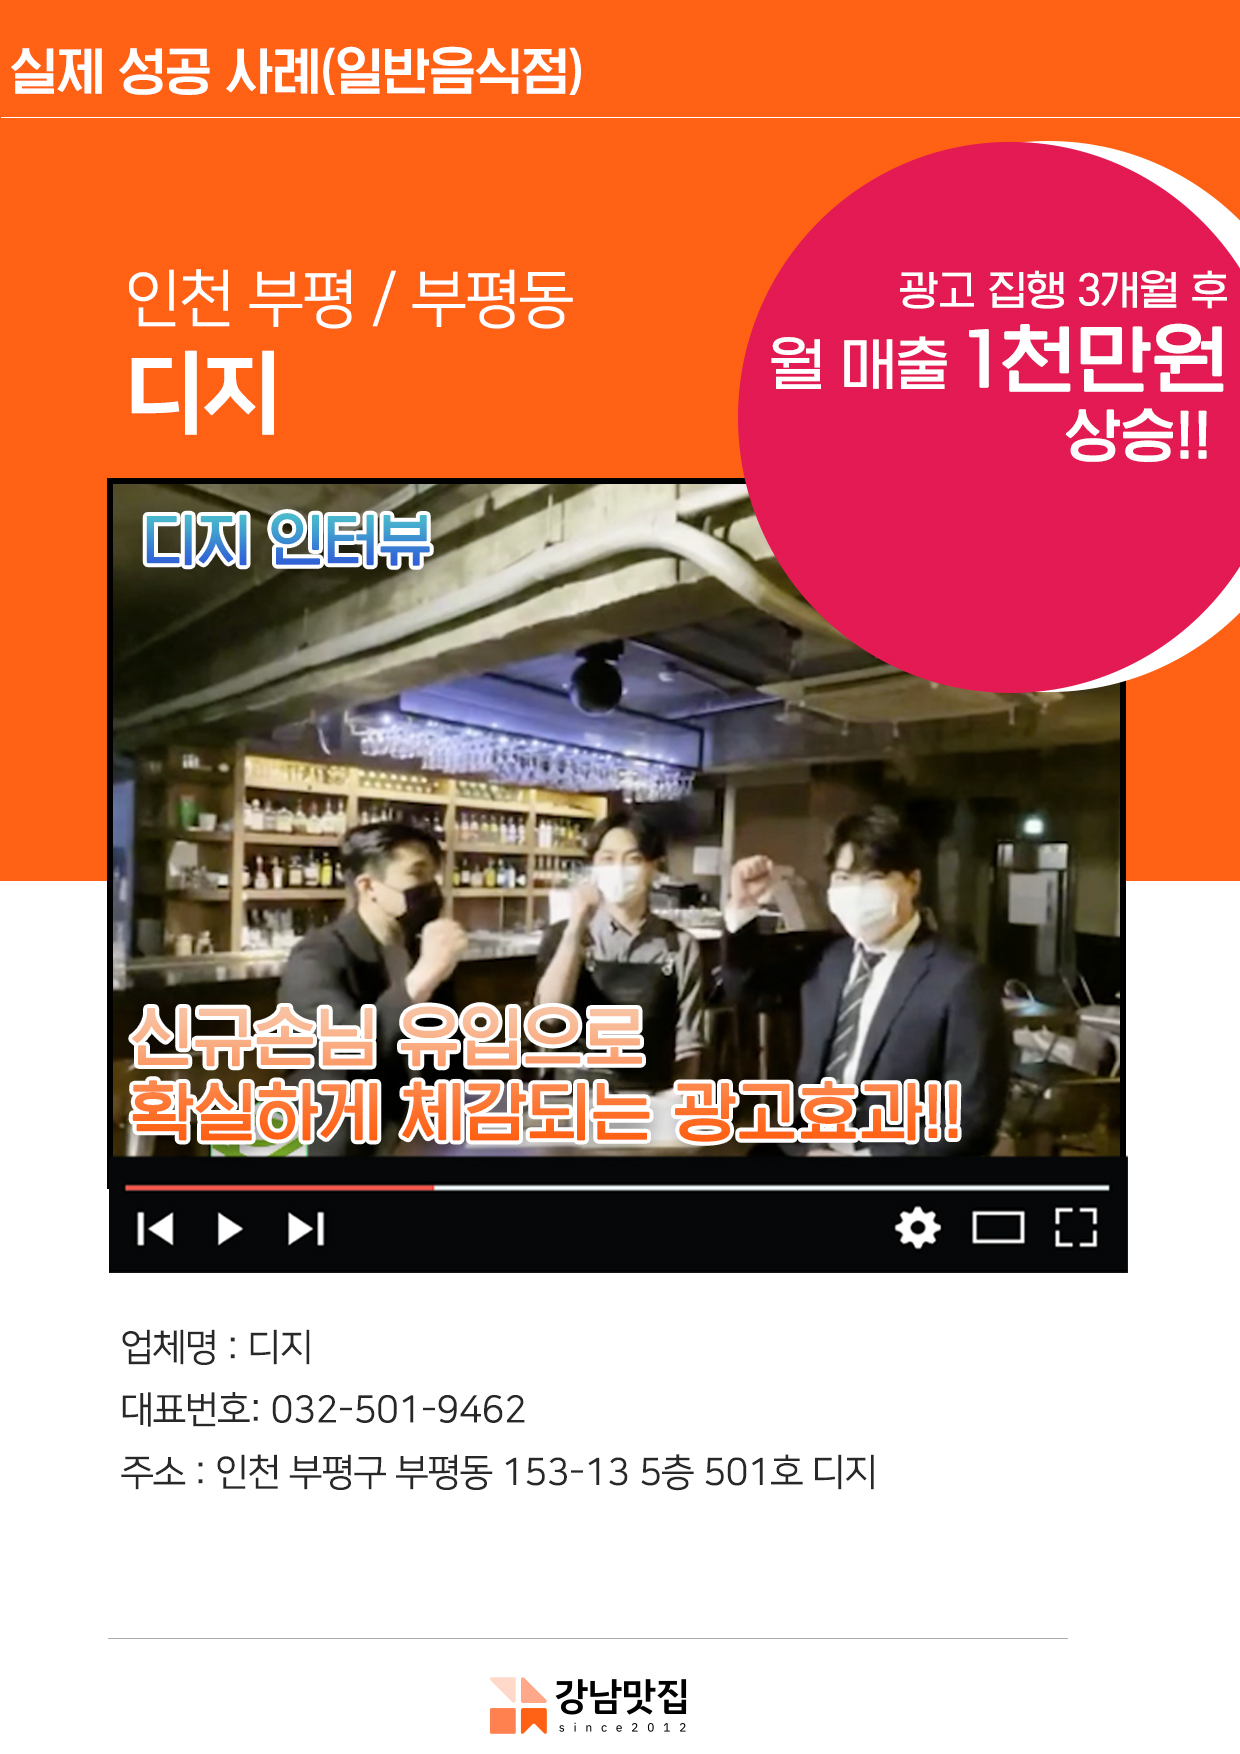 실제 성공 사례(일반음식점)
인천 부평 / 부평동
디지
광고 집행 3개월 후
월 매출 1천만원
상승!!
디지 인터뷰
신규손님 유입으로
확실하게 체감되는 광고효과!!
업체명 : 디지
대표번호: 032-501-9462
주소 : 인천 부평구 부평동 153-13 5층 501호 디지
강남맛집
since2012